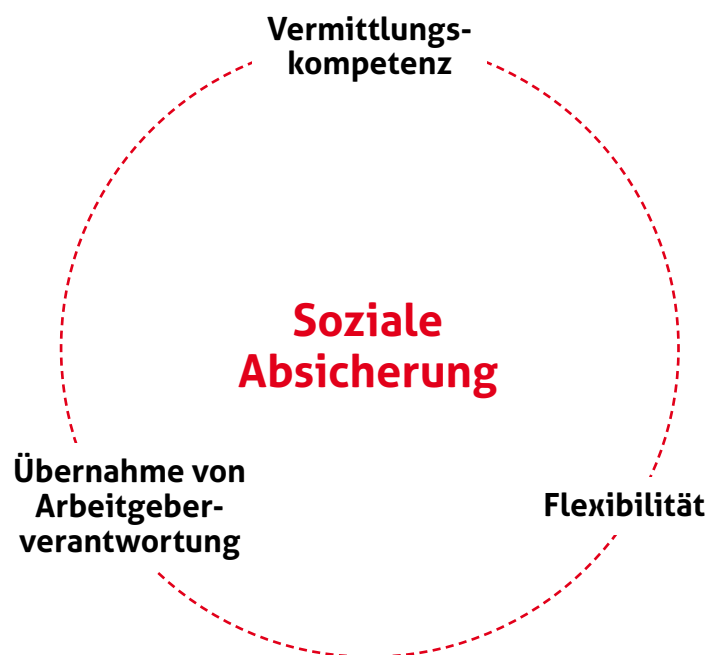 Vermittlungs-
kompetenz
Soziale
Absicherung
Übernahme von
Arbeitgeber-
verantwortung
Flexibilität